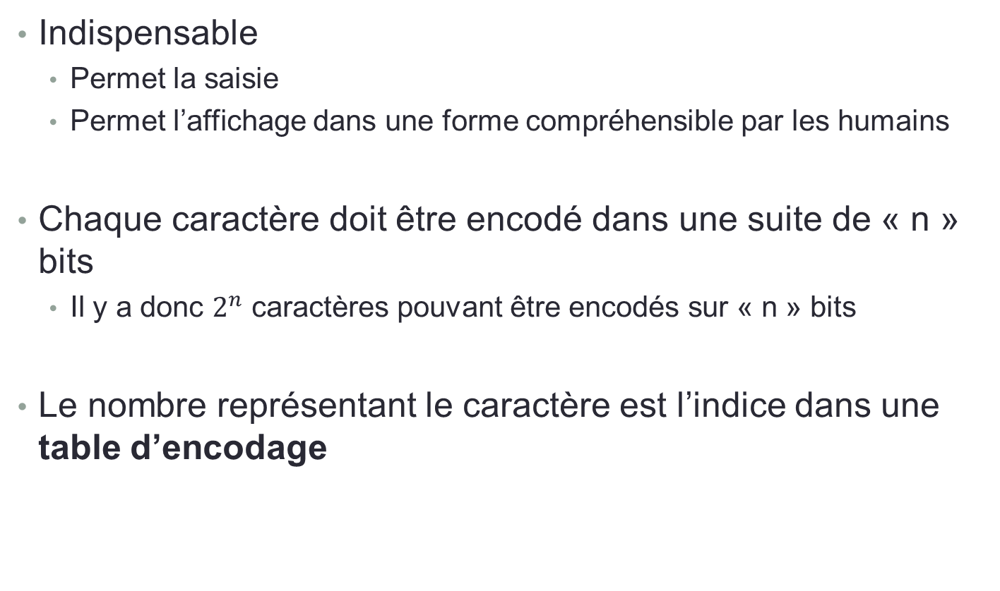 • Indispensable
• Permet la saisie
• Permet l’affichage dans une forme compréhensible par les humains
• Chaque caractère doit être encodé dans une suite de « n »
bits
• Il y a donc 2ⁿ caractères pouvant être encodés sur « n » bits
• Le nombre représentant le caractère est l’indice dans une
table d’encodage